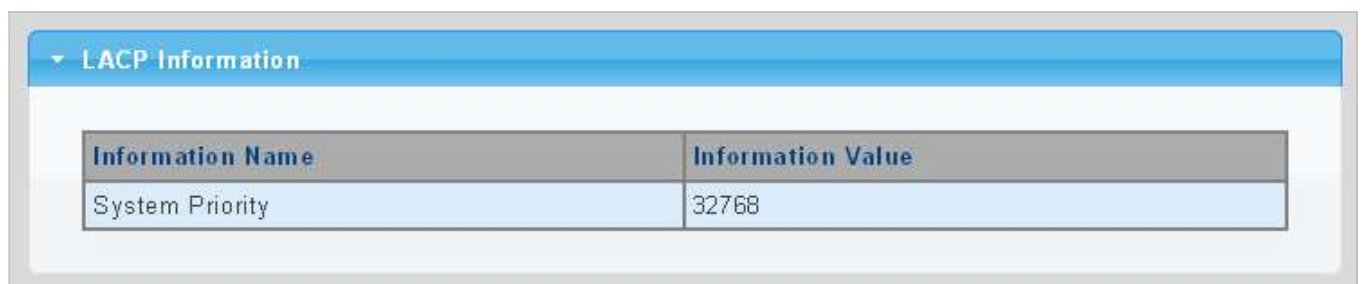 LACP Information
Information Name Information Value
System Priority 32768